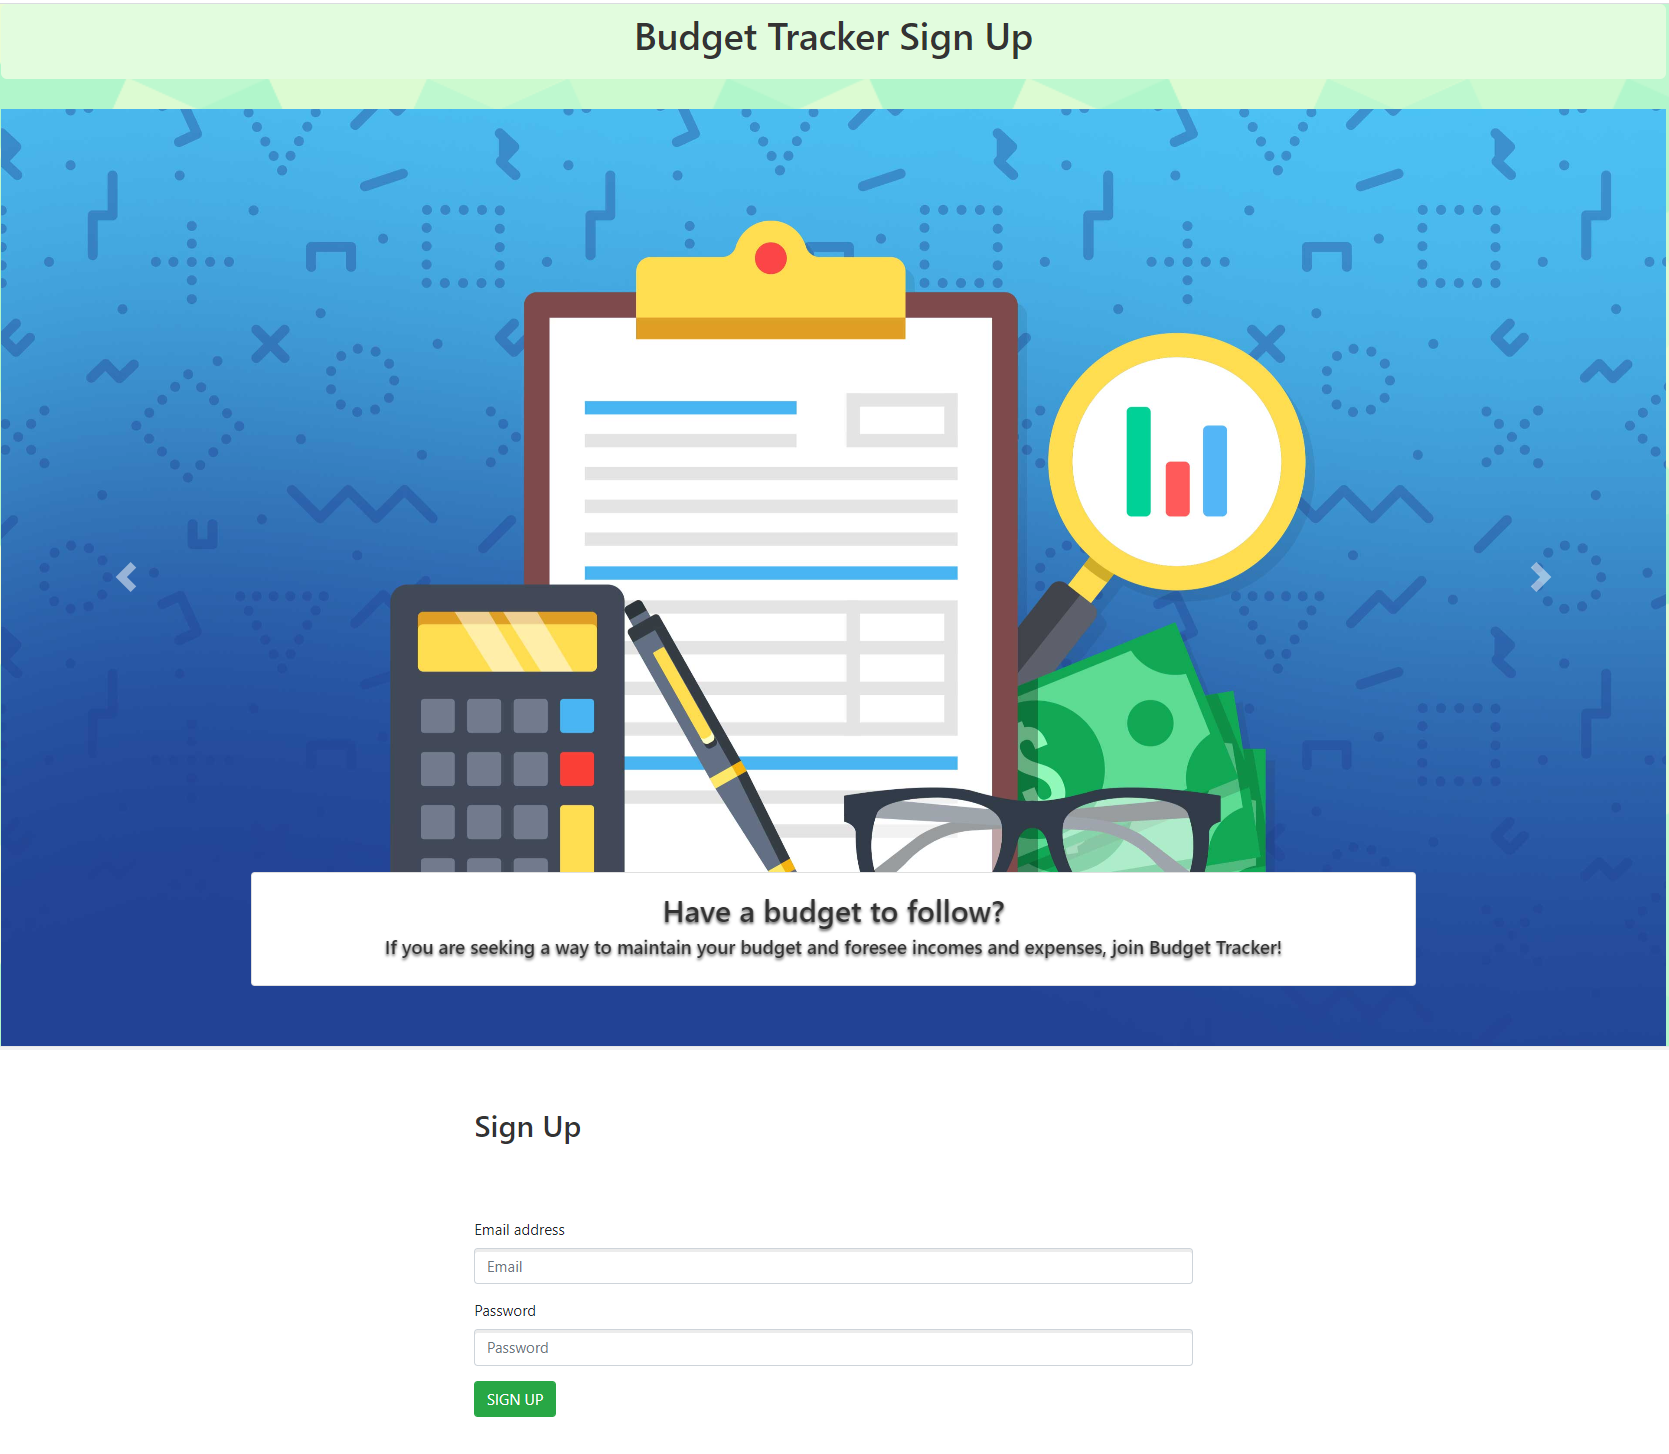 Budget Tracker Sign Up
$
Have a budget to follow?
If you are seeking a way to maintain your budget and foresee incomes and expenses, join Budget Tracker!
Sign Up
Email address
Email
Password
Password
SIGN UP